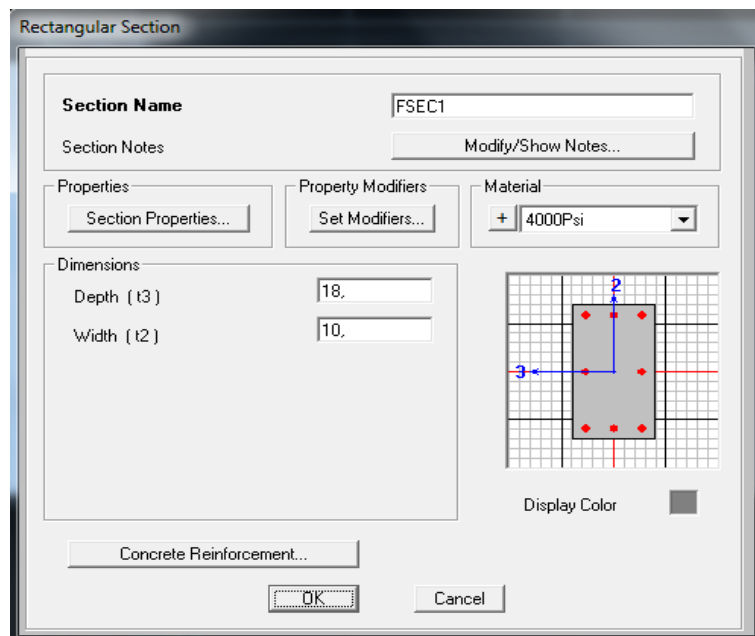 Rectangular Section
Section Name FSEC1
Section Notes Modify/Show Notes...
Properties Property Modifiers Material
Section Properties... Set Modifiers... + 4000Psi
Dimensions
Depth ( t3 ) 18,
Width ( t2 ) 10,
2
3
Display Color
Concrete Reinforcement...
OK Cancel